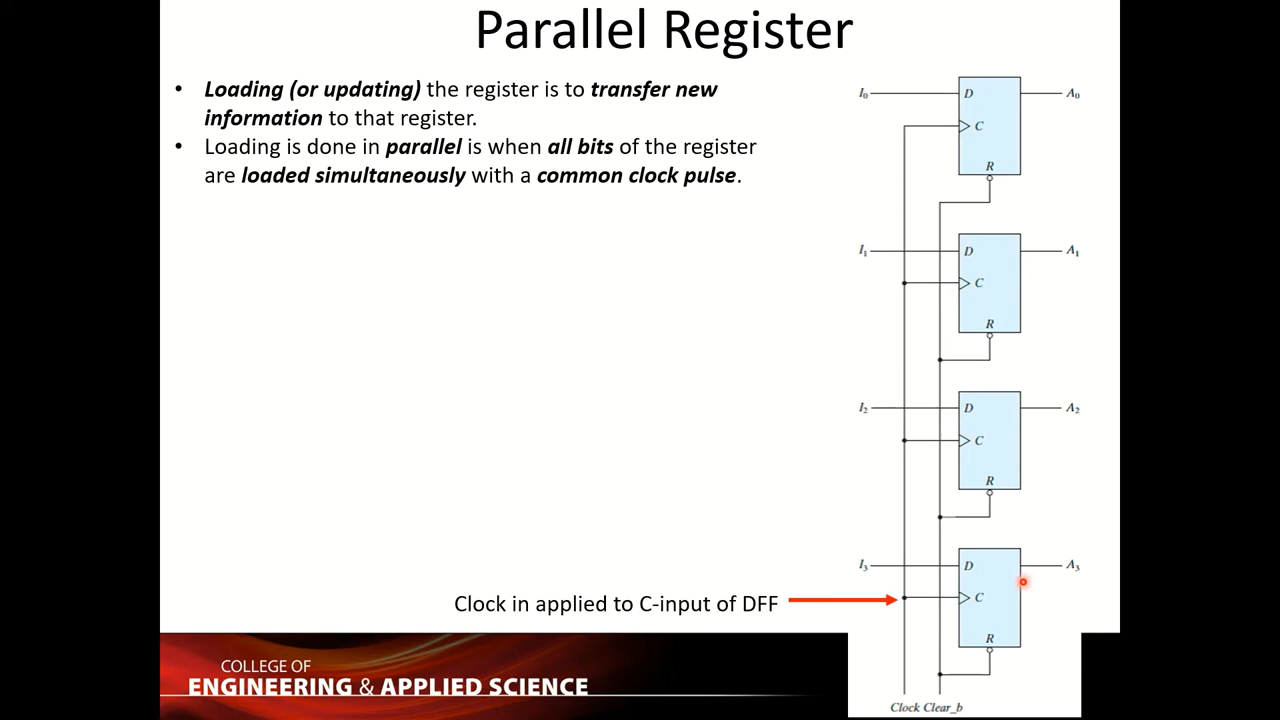 Parallel Register
• Loading (or updating) the register is to transfer new
information to that register.
• Loading is done in parallel is when all bits of the register
are loaded simultaneously with a common clock pulse.
I₀ D A₀
C
R
I₁ D A₁
C
R
I₂ D A₂
C
R
I₃ D A₃
Clock in applied to C-input of DFF
C
R
Clock Clear_b
COLLEGE OF
ENGINEERING & APPLIED SCIENCE